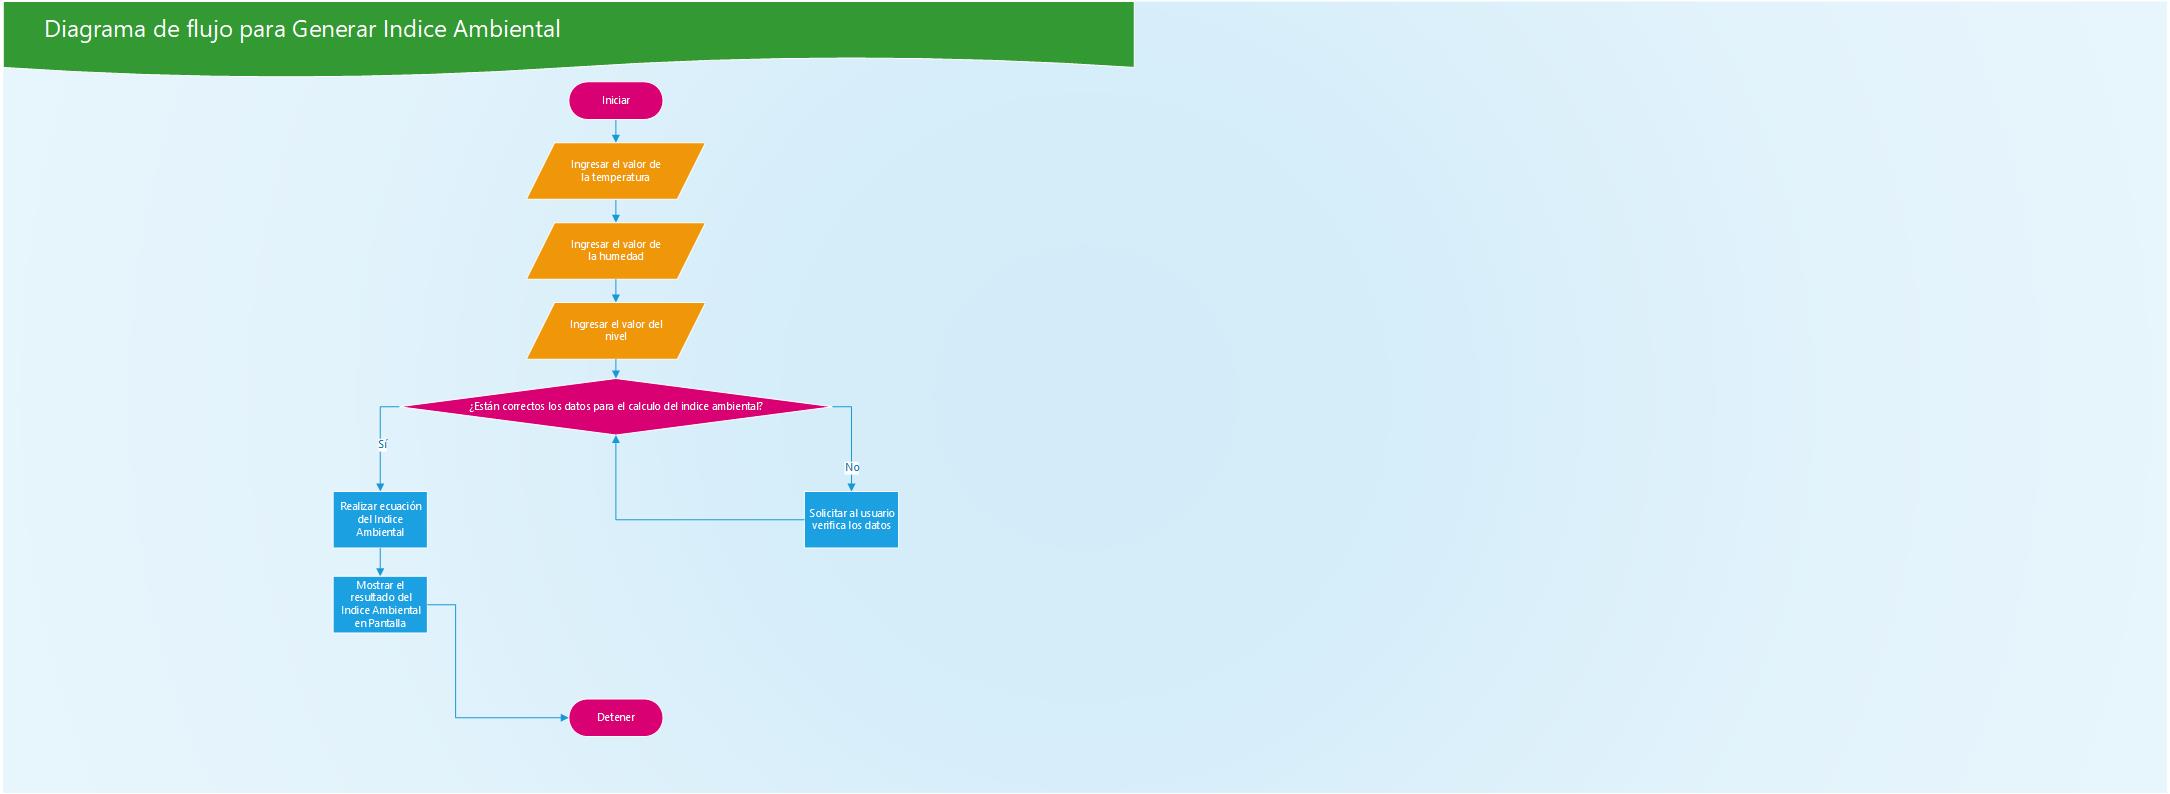 Diagrama de flujo para Generar Indice Ambiental
Iniciar
Ingresar el valor de
la temperatura
Ingresar el valor de
la humedad
Ingresar el valor del
nivel
¿Están correctos los datos para el calculo del indice ambiental?
Sí
No
Realizar ecuación
del Indice
Ambiental
Solicitar al usuario
verifica los datos
Mostrar el
resultado del
Indice Ambiental
en Pantalla
Detener